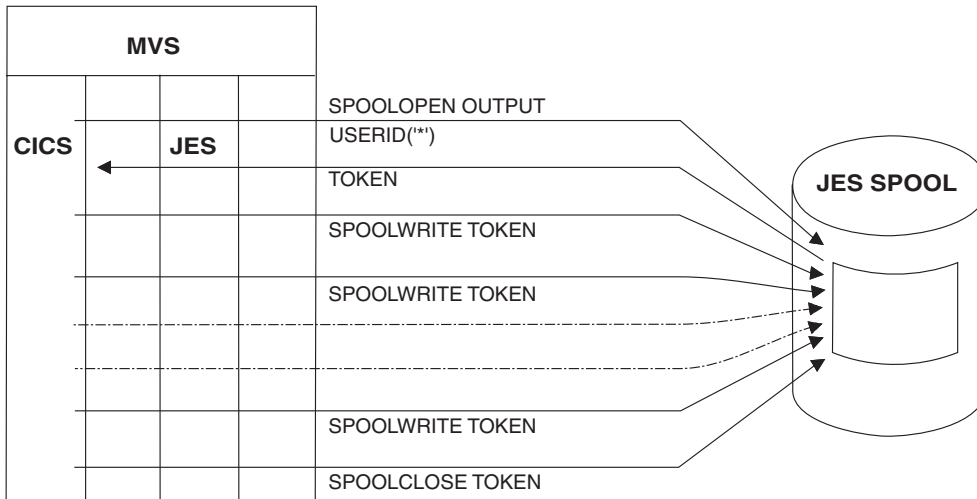 MVS
SPOOLOPEN OUTPUT
USERID('*')
CICS
JES
TOKEN
JES SPOOL
SPOOLWRITE TOKEN
SPOOLWRITE TOKEN
SPOOLWRITE TOKEN
SPOOLCLOSE TOKEN